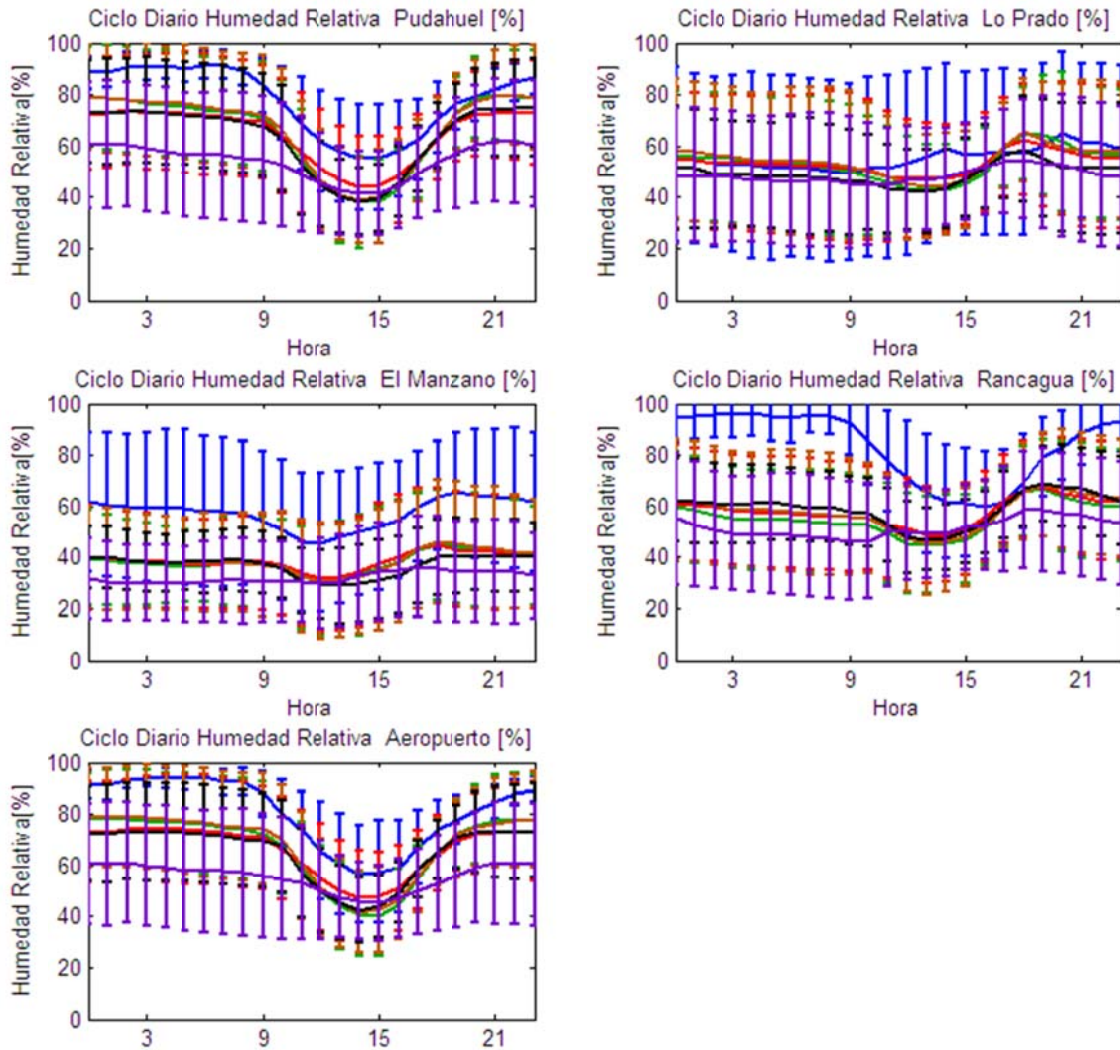 Ciclo Diario Humedad Relativa Pudahuel [%]
Humedad Relativa[%]
100
80
60
40
20
0
3 9 15 21
Hora
Ciclo Diario Humedad Relativa Lo Prado [%]
Humedad Relativa[%]
100
80
60
40
20
0
3 9 15 21
Hora
Ciclo Diario Humedad Relativa El Manzano [%]
Humedad Relativa[%]
100
80
60
40
20
0
3 9 15 21
Hora
Ciclo Diario Humedad Relativa Rancagua [%]
Humedad Relativa[%]
100
80
60
40
20
0
3 9 15 21
Hora
Ciclo Diario Humedad Relativa Aeropuerto [%]
Humedad Relativa[%]
100
80
60
40
20
0
3 9 15 21
Hora